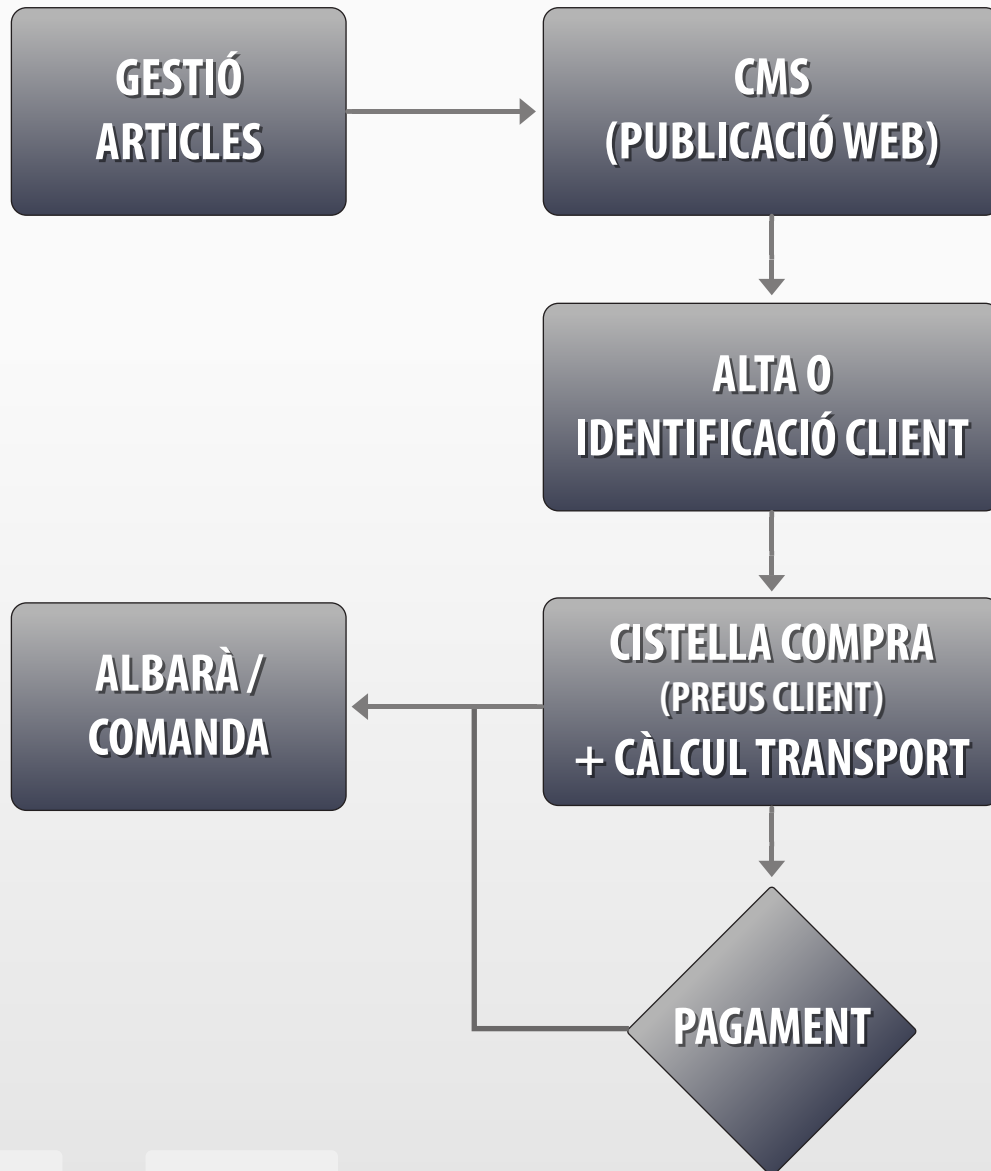 GESTIÓ
ARTICLES
CMS
(PUBLICACIÓ WEB)
ALTA O
IDENTIFICACIÓ CLIENT
CISTELLA COMPRA
(PREUS CLIENT)
+ CÀLCUL TRANSPORT
ALBARÀ /
COMANDA
PAGAMENT